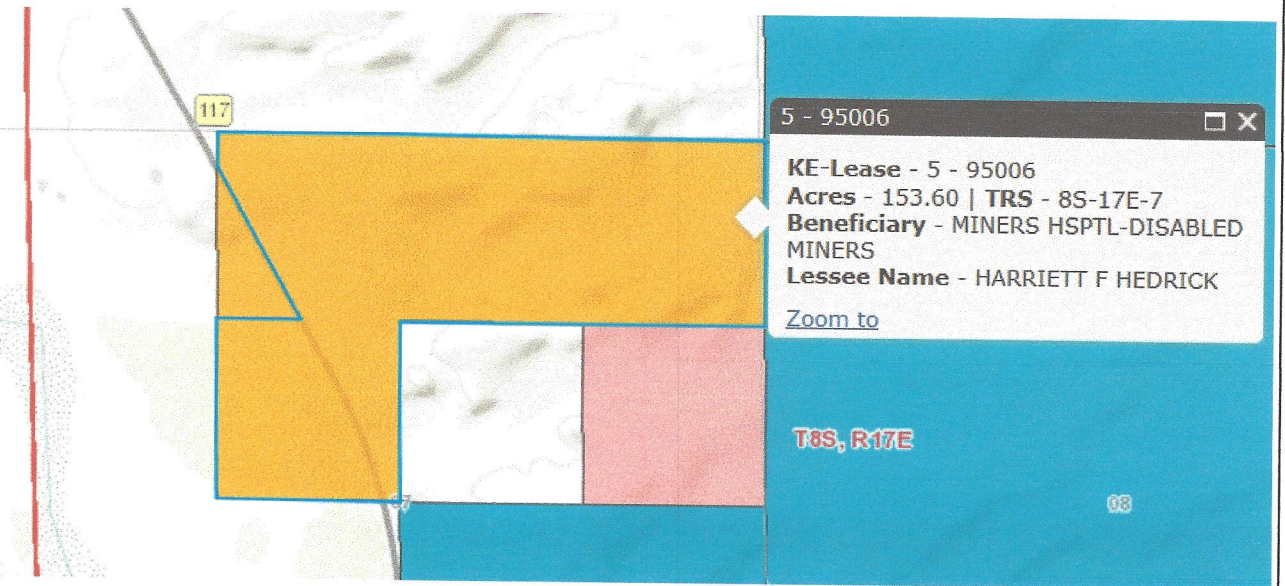 117
5 - 95006
KE-Lease - 5 - 95006
Acres - 153.60 | TRS - 8S-17E-7
Beneficiary - MINERS HSPTL-DISABLED
MINERS
Lessee Name - HARRIETT F HEDRICK
Zoom to
T8S, R17E
07
08